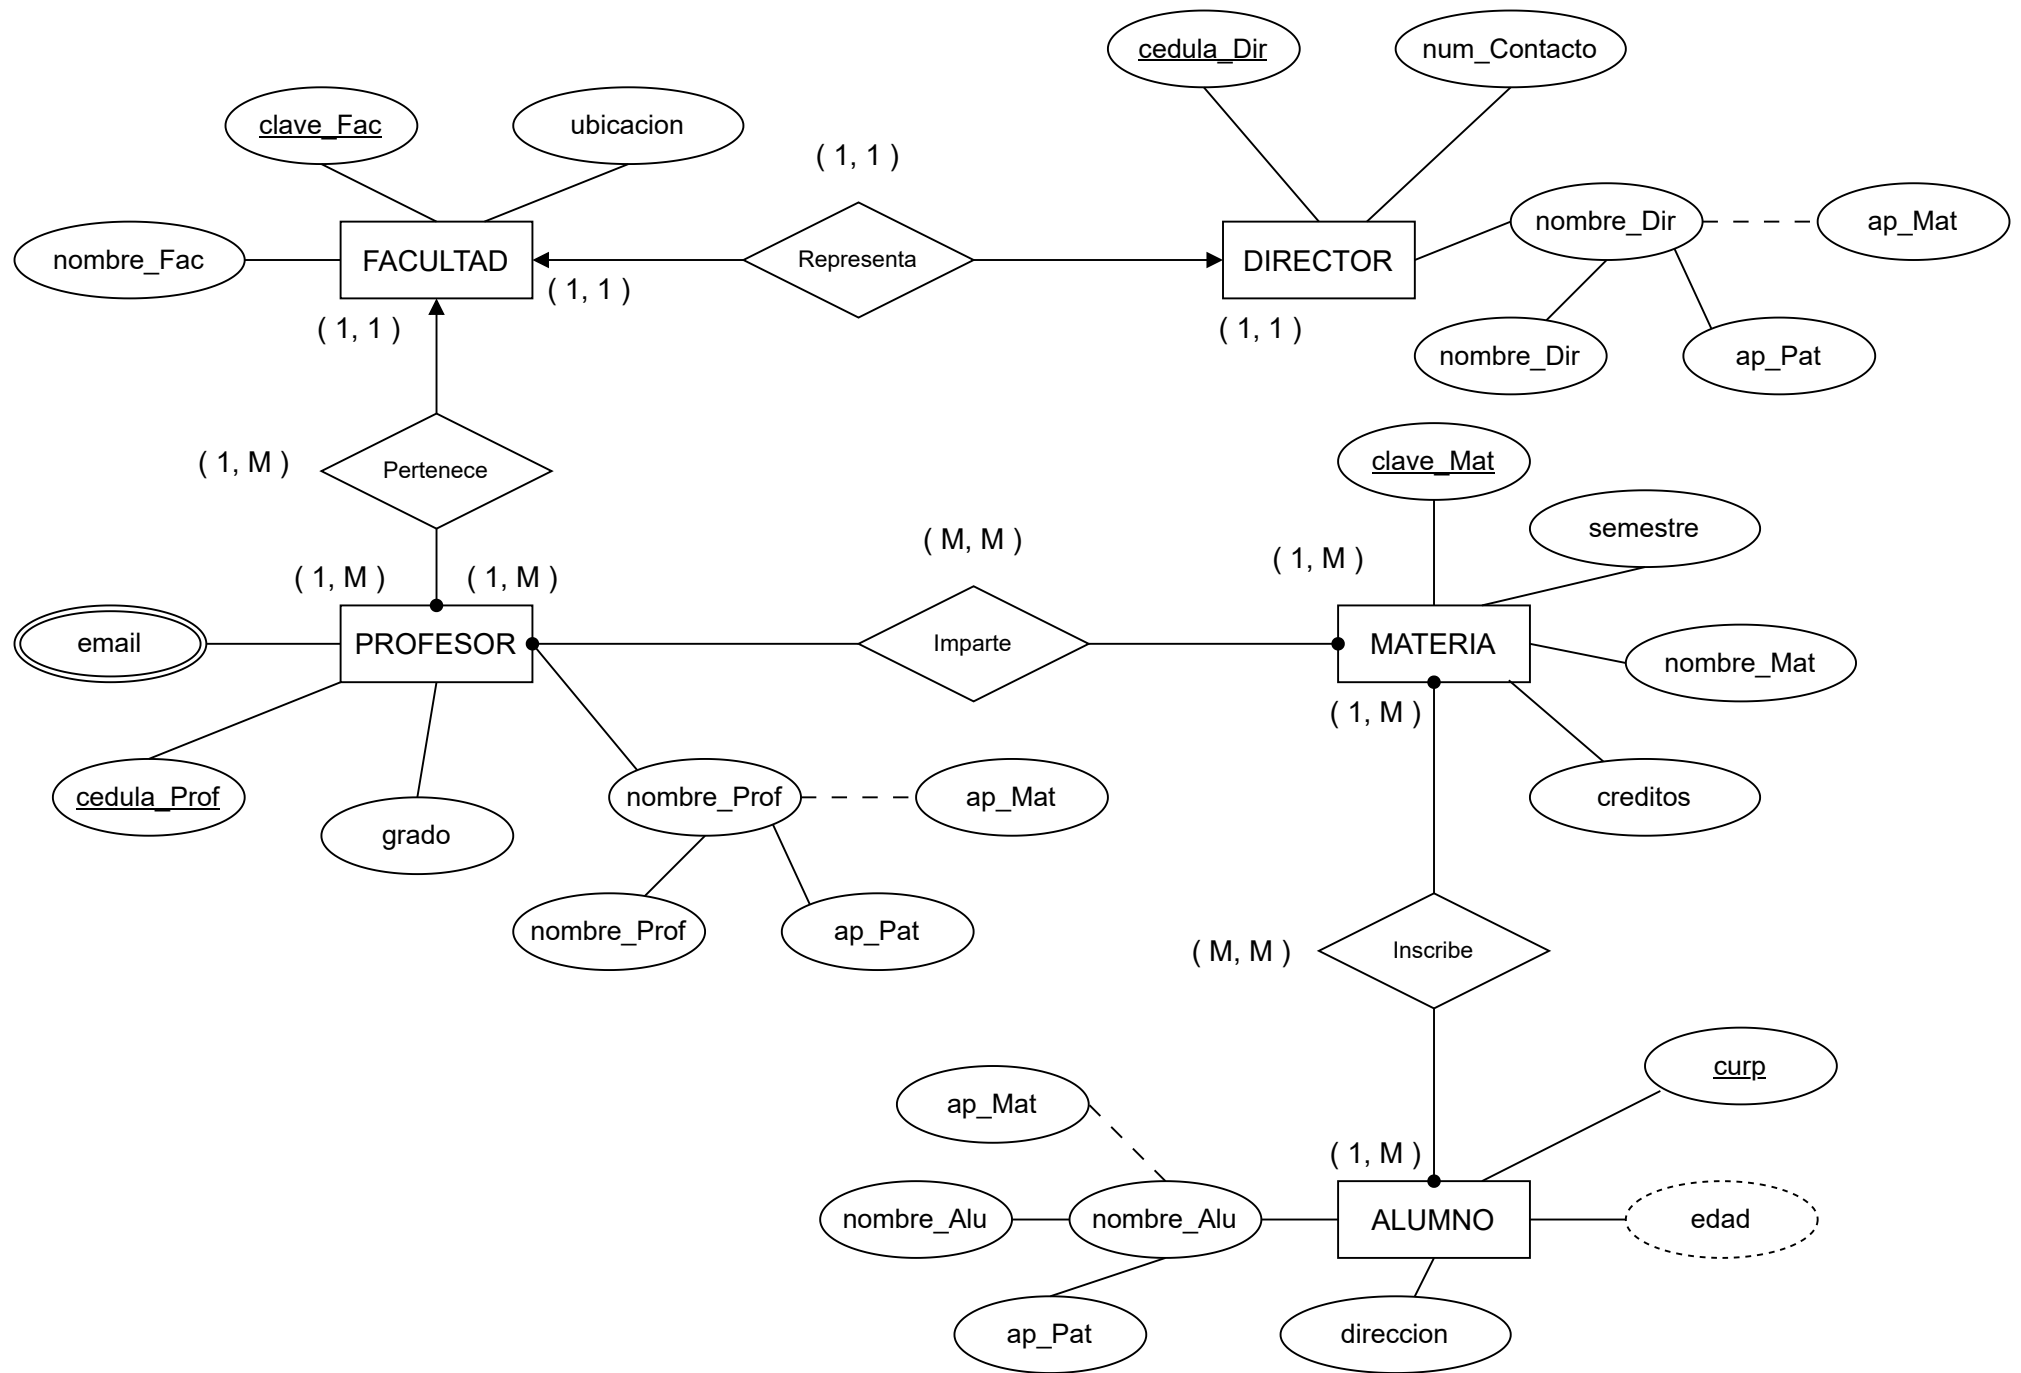 cedula_Dir
num_Contacto
clave_Fac
ubicacion
( 1, 1 )
nombre_Fac
FACULTAD
Representa
DIRECTOR
nombre_Dir
ap_Mat
( 1, 1 )
( 1, 1 )
( 1, 1 )
nombre_Dir
ap_Pat
( 1, M )
Pertenece
clave_Mat
semestre
( M, M )
( 1, M )
( 1, M )
( 1, M )
email
PROFESOR
Imparte
MATERIA
nombre_Mat
( 1, M )
cedula_Prof
grado
nombre_Prof
ap_Mat
creditos
nombre_Prof
ap_Pat
( M, M )
Inscribe
curp
ap_Mat
( 1, M )
nombre_Alu
nombre_Alu
ALUMNO
edad
ap_Pat
direccion